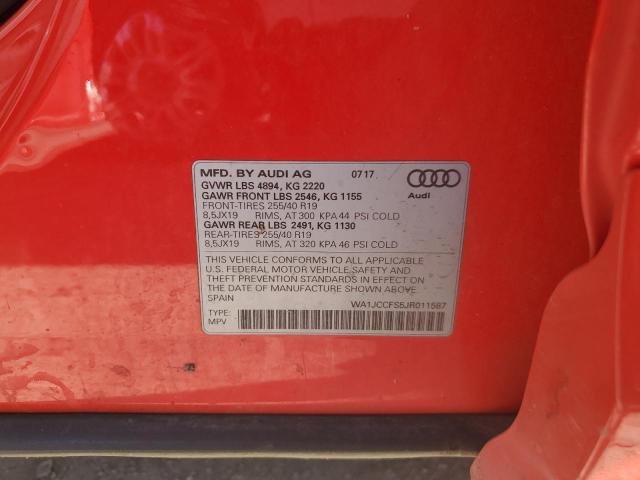 MFD. BY AUDI AG 07 17
GVWR LBS 4894, KG 2220
GAWR FRONT LBS 2546, KG 1155
FRONT-TIRES 255/40 R19
8,5JX19 RIMS, AT 300 KPA 44 PSI COLD
GAWR REAR LBS 2491, KG 1130
REAR-TIRES 255/40 R19
8,5JX19 RIMS, AT 320 KPA 46 PSI COLD
Audi
THIS VEHICLE CONFORMS TO ALL APPLICABLE
U.S. FEDERAL MOTOR VEHICLE SAFETY AND
THEFT PREVENTION STANDARDS IN EFFECT ON
THE DATE OF MANUFACTURE SHOWN ABOVE
SPAIN
WA1JCCFS6JR011587
TYPE:
MPV